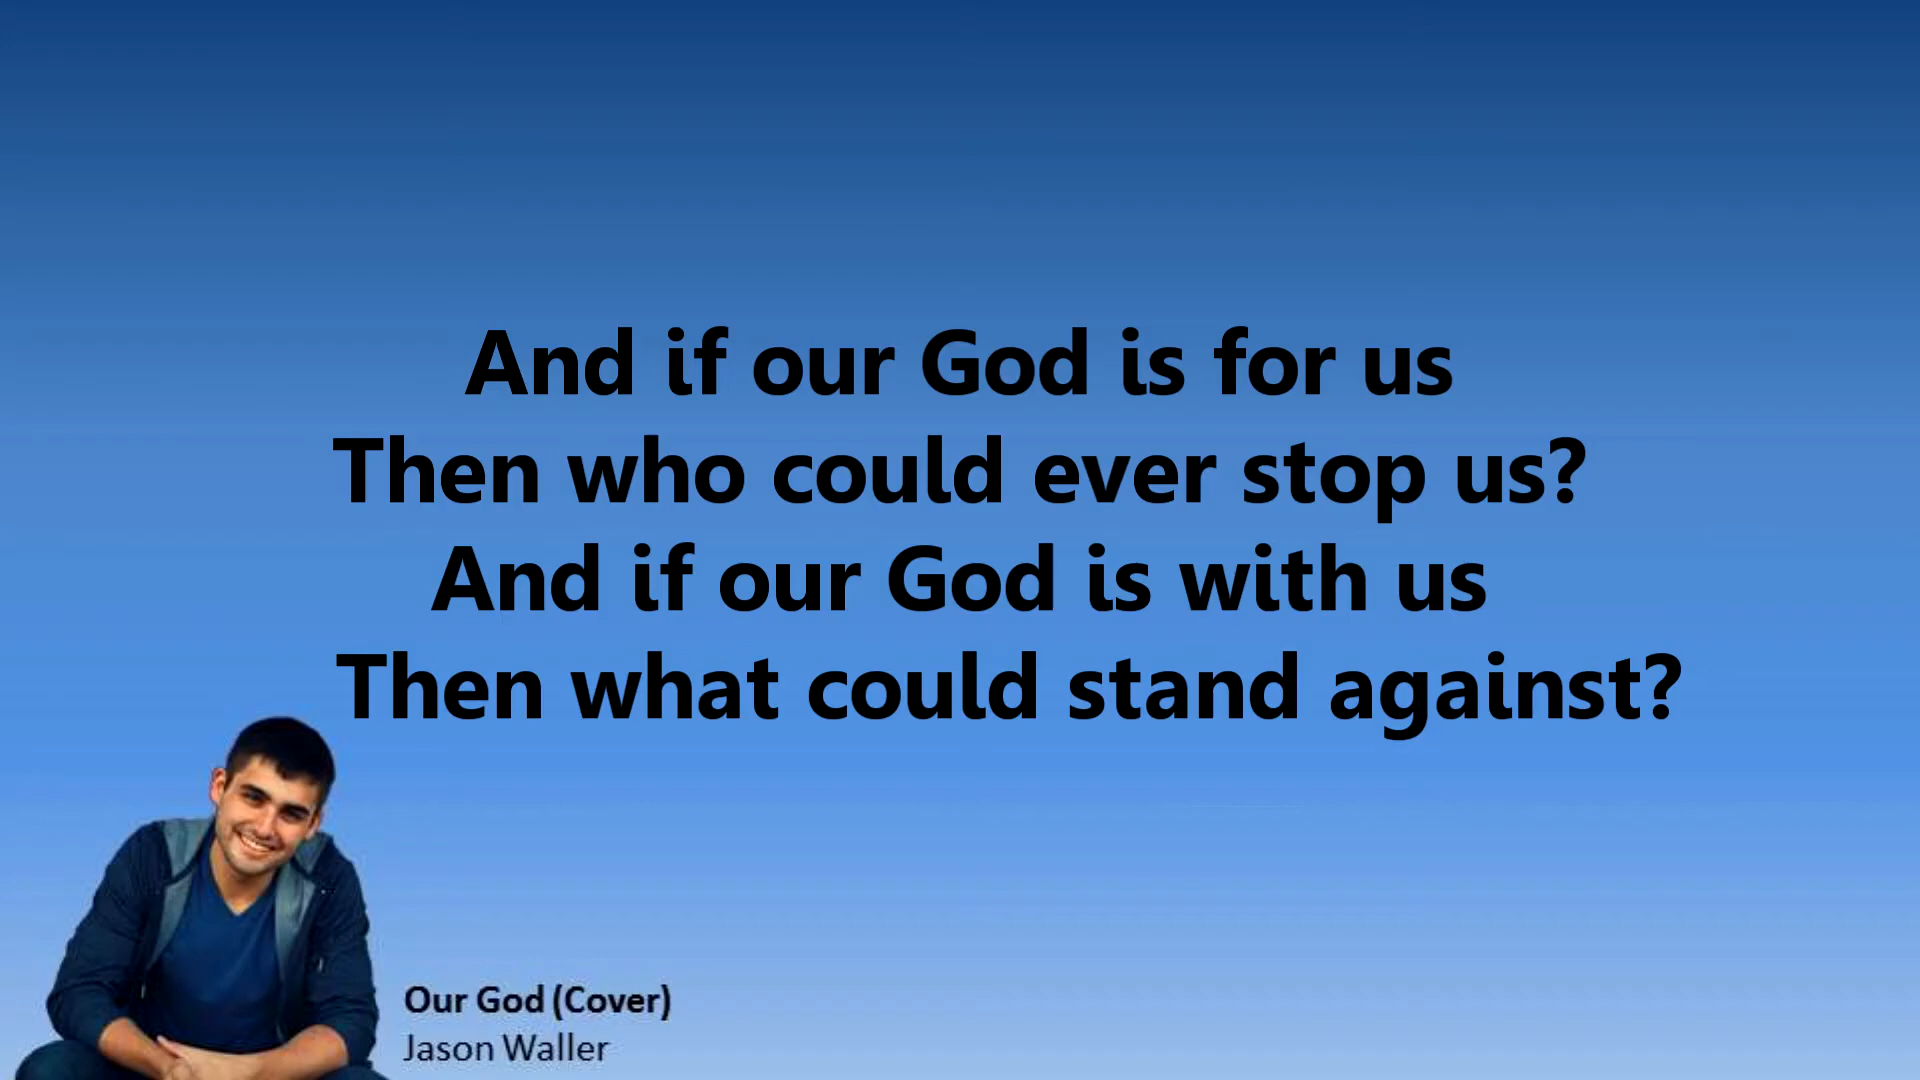 And if our God is for us
Then who could ever stop us?
And if our God is with us
Then what could stand against?
Our God (Cover)
Jason Waller